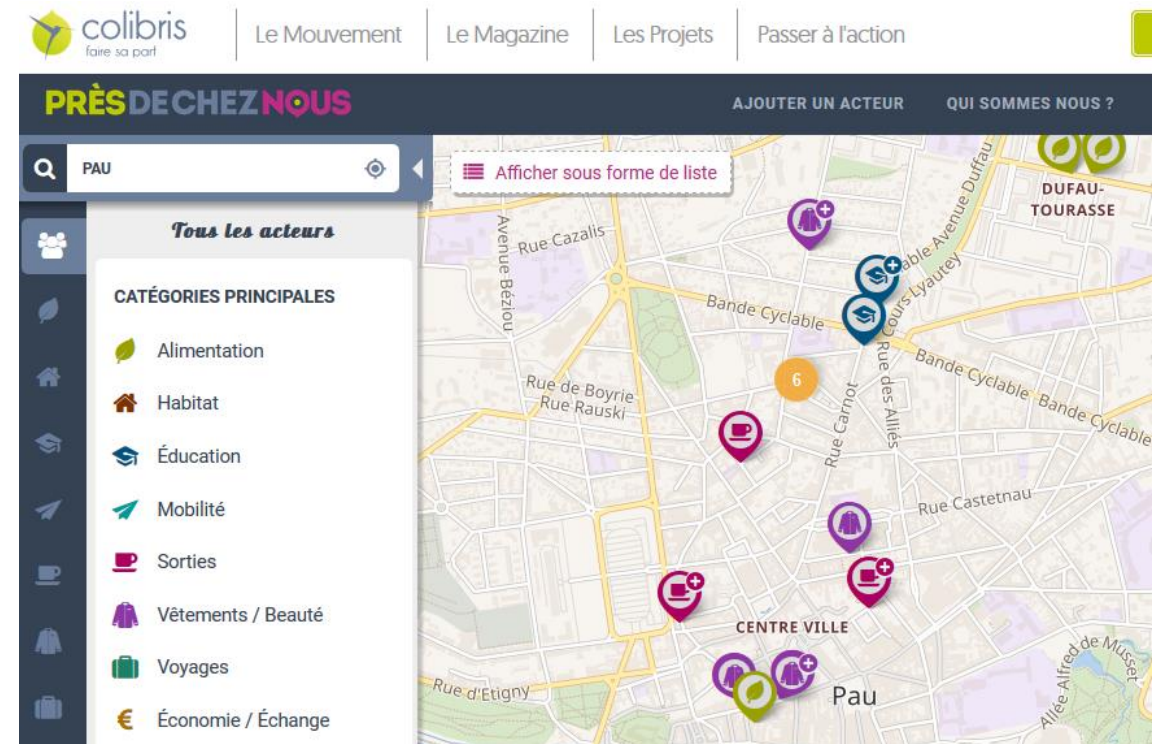 colibris
faire sa part
Le Mouvement
Le Magazine
Les Projets
Passer à l'action
PRÈS DE CHEZ NOUS
AJOUTER UN ACTEUR
QUI SOMMES NOUS ?
PAU
Afficher sous forme de liste
Tous les acteurs
CATÉGORIES PRINCIPALES
Alimentation
Habitat
Éducation
Mobilité
Sorties
Vêtements / Beauté
Voyages
€ Économie / Échange
DUFAU-
TOURASSE
Avenue Dufau
Rue Cazalis
Avenue Béziou
Cours Lyautey
Bande Cyclable
6
Rue de Boyrie
Rue Rauski
Rue Carnot
Rue des Alliés
Bande Cyclable
Bande Cyclable
Rue Castetnau
CENTRE VILLE
Rue d'Etigny
Pau
Allée Alfred de Musset